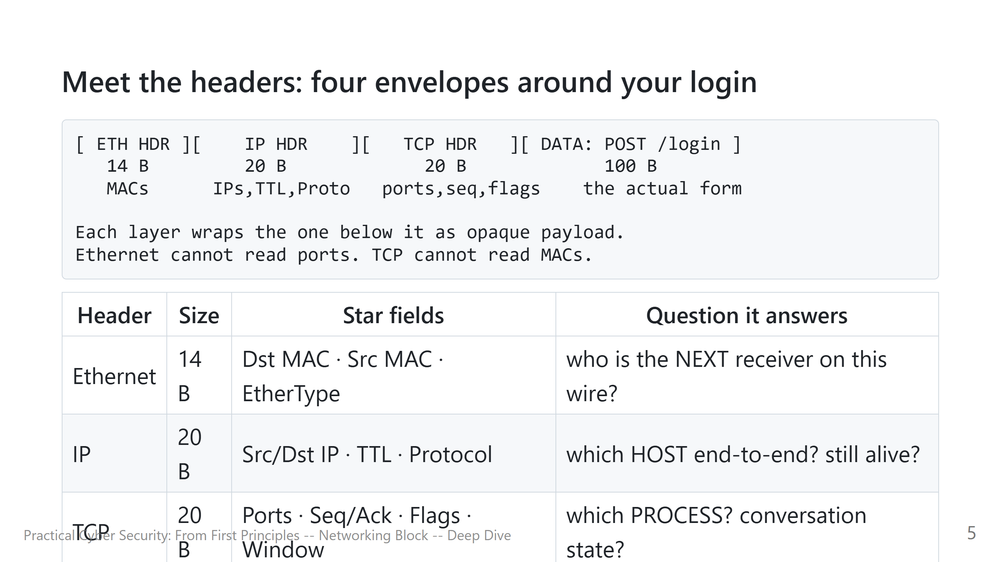 Meet the headers: four envelopes around your login
[ ETH HDR ][    IP HDR    ][   TCP HDR   ][ DATA: POST /login ]
   14 B         20 B             20 B             100 B
   MACs      IPs,TTL,Proto   ports,seq,flags    the actual form
Each layer wraps the one below it as opaque payload.
Ethernet cannot read ports. TCP cannot read MACs.
Header Size Star fields Question it answers
Ethernet 14 B Dst MAC · Src MAC · EtherType who is the NEXT receiver on this wire?
IP 20 B Src/Dst IP · TTL · Protocol which HOST end-to-end? still alive?
TCP 20 B Ports · Seq/Ack · Flags · Window which PROCESS? conversation state?
Practical Cyber Security: From First Principles -- Networking Block -- Deep Dive
5